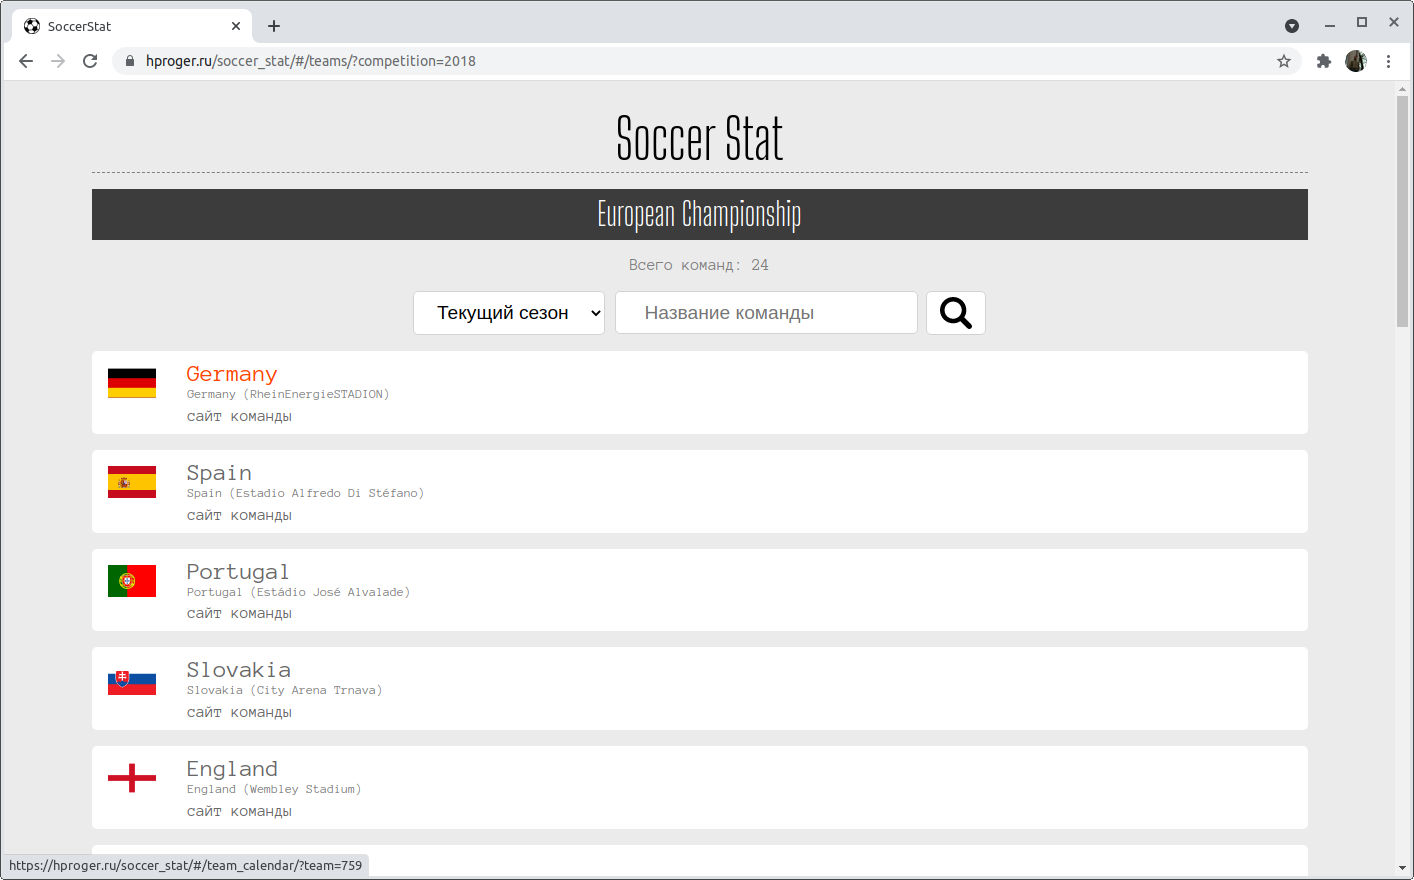 SoccerStat
hproger.ru/soccer_stat/#/teams/?competition=2018
Soccer Stat
European Championship
Всего команд: 24
Текущий сезон
Название команды
Germany
Germany (RheinEnergieSTADION)
сайт команды
Spain
Spain (Estadio Alfredo Di Stéfano)
сайт команды
Portugal
Portugal (Estádio José Alvalade)
сайт команды
Slovakia
Slovakia (City Arena Trnava)
сайт команды
England
England (Wembley Stadium)
сайт команды
https://hproger.ru/soccer_stat/#/team_calendar/?team=759